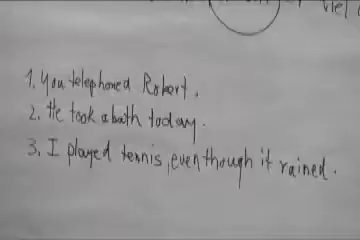 1. You telephoned Robert.
2. He took a bath today.
3. I played tennis, even though it rained.